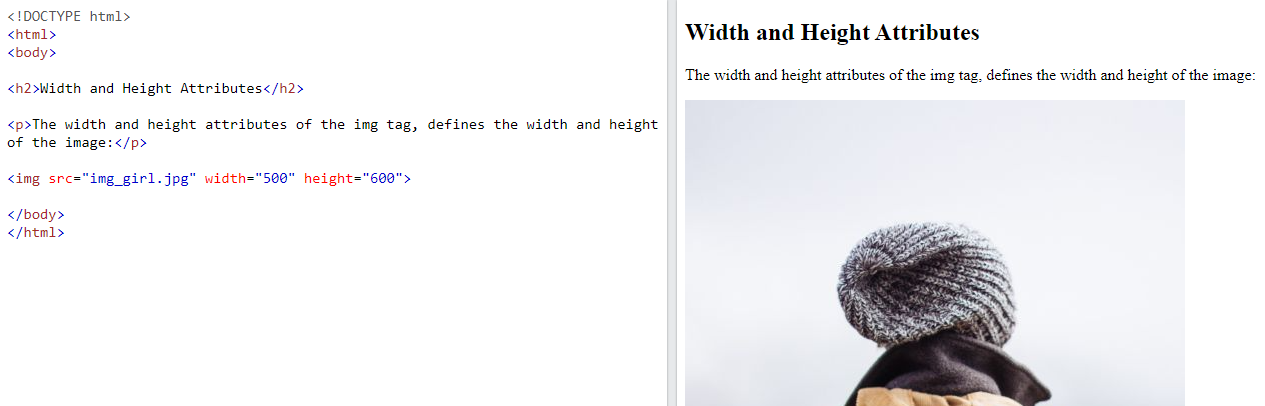 <!DOCTYPE html>
<html>
<body>
<h2>Width and Height Attributes</h2>
<p>The width and height attributes of the img tag, defines the width and height
of the image:</p>
<img src="img_girl.jpg" width="500" height="600">
</body>
</html>
Width and Height Attributes
The width and height attributes of the img tag, defines the width and height of the image: